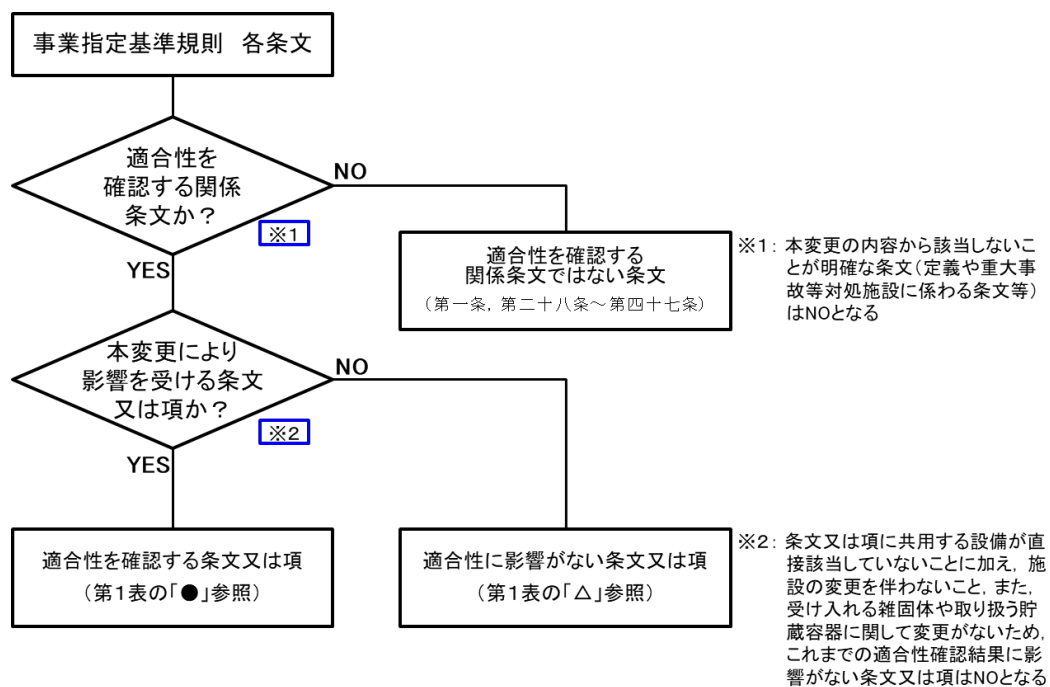 事業指定基準規則　各条文
適合性を
確認する関係
条文か？
※1
NO
YES
適合性を確認する
関係条文ではない条文
（第一条，第二十八条～第四十七条）
※1：本変更の内容から該当しないこ
とが明確な条文（定義や重大事
故等対処施設に係わる条文等）
はNOとなる
本変更により
影響を受ける条文
又は項か？
※2
NO
YES
適合性を確認する条文又は項
（第1表の「●」参照）
適合性に影響がない条文又は項
（第1表の「△」参照）
※2：条文又は項に共用する設備が直
接該当していないことに加え，施
設の変更を伴わないこと，また，
受け入れる雑固体や取り扱う貯
蔵容器に関して変更がないため，
これまでの適合性確認結果に影
響がない条文又は項はNOとなる